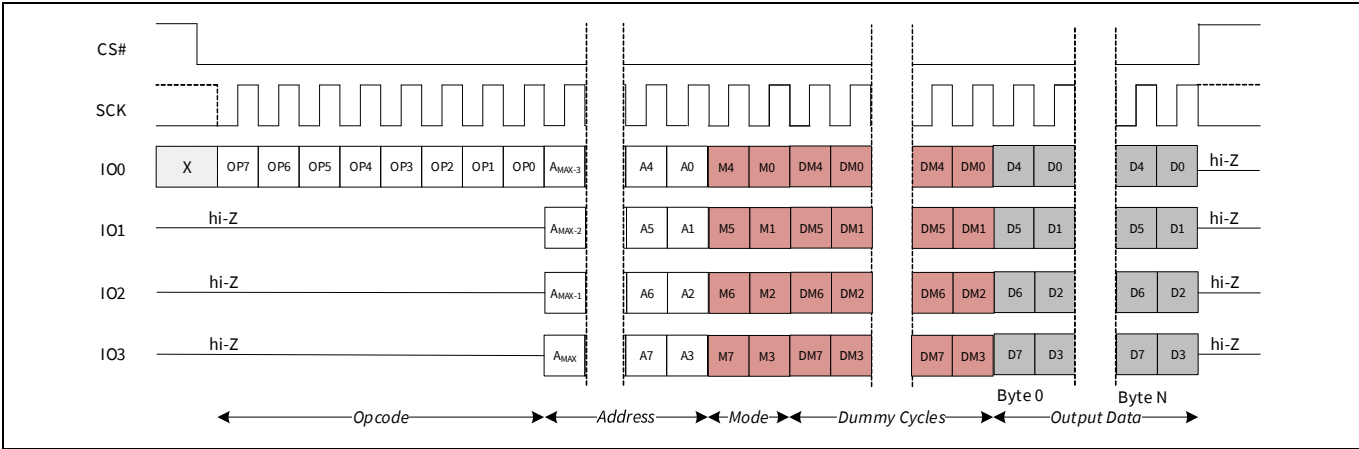 CS#
SCK
IO0 X OP7 OP6 OP5 OP4 OP3 OP2 OP1 OP0 AMAX-3 A4 A0 M4 M0 DM4 DM0 DM4 DM0 D4 D0 D4 D0 hi-Z
IO1 hi-Z AMAX-2 A5 A1 M5 M1 DM5 DM1 DM5 DM1 D5 D1 D5 D1 hi-Z
IO2 hi-Z AMAX-1 A6 A2 M6 M2 DM6 DM2 DM6 DM2 D6 D2 D6 D2 hi-Z
IO3 hi-Z AMAX A7 A3 M7 M3 DM7 DM3 DM7 DM3 D7 D3 D7 D3 hi-Z
Byte 0 Byte N
Opcode Address Mode Dummy Cycles Output Data